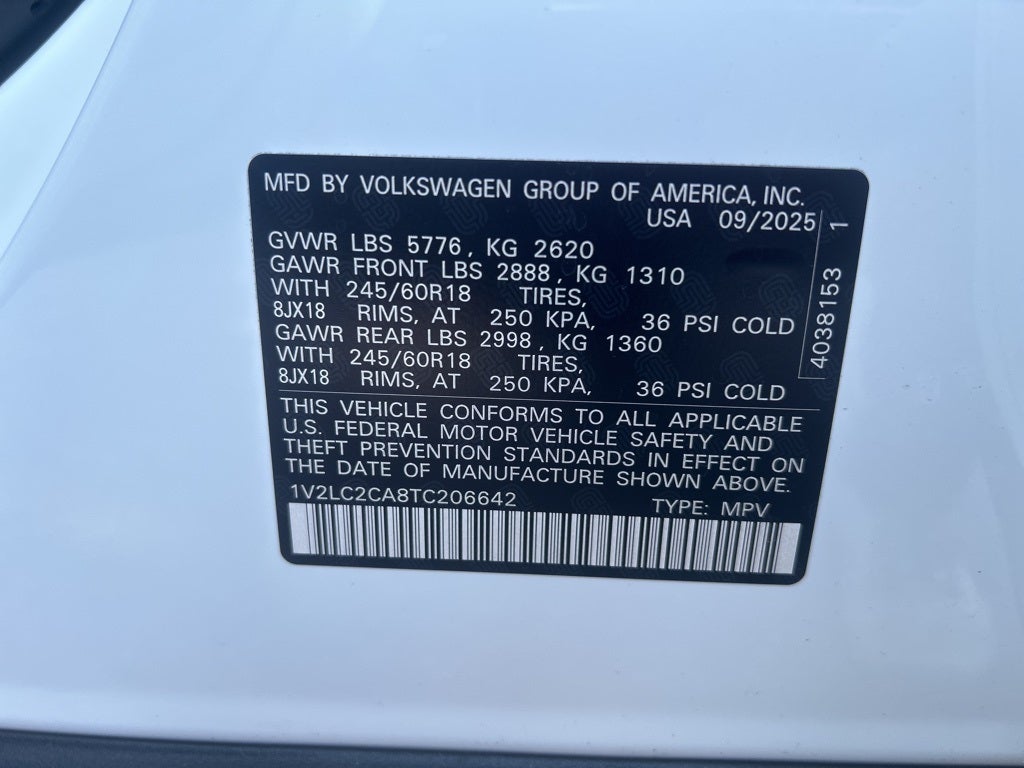 MFD BY VOLKSWAGEN GROUP OF AMERICA, INC.
USA 09/2025
GVWR LBS 5776, KG 2620
GAWR FRONT LBS 2888, KG 1310
WITH 245/60R18 TIRES,
8JX18 RIMS, AT 250 KPA, 36 PSI COLD
GAWR REAR LBS 2998, KG 1360
WITH 245/60R18 TIRES,
8JX18 RIMS, AT 250 KPA, 36 PSI COLD
4038153 1
THIS VEHICLE CONFORMS TO ALL APPLICABLE
U.S. FEDERAL MOTOR VEHICLE SAFETY AND
THEFT PREVENTION STANDARDS IN EFFECT ON
THE DATE OF MANUFACTURE SHOWN ABOVE.
1V2LC2CA8TC206642 TYPE: MPV